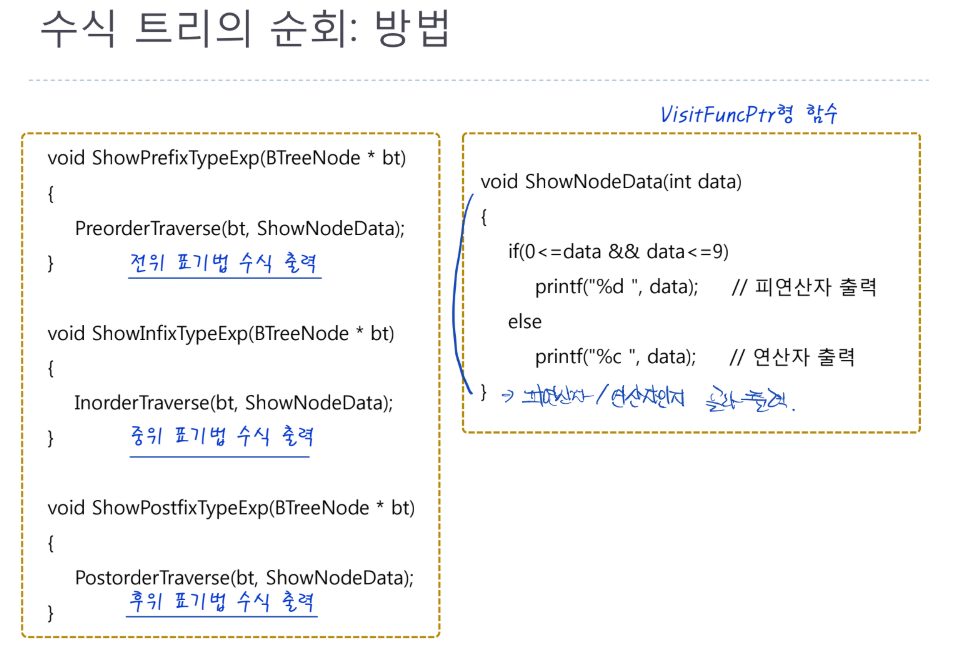 수식 트리의 순회: 방법
void ShowPrefixTypeExp(BTreeNode * bt)
{
PreorderTraverse(bt, ShowNodeData);
}
전위 표기법 수식 출력
void ShowInfixTypeExp(BTreeNode * bt)
{
InorderTraverse(bt, ShowNodeData);
}
중위 표기법 수식 출력
void ShowPostfixTypeExp(BTreeNode * bt)
{
PostorderTraverse(bt, ShowNodeData);
}
후위 표기법 수식 출력
VisitFuncPtr형 함수
void ShowNodeData(int data)
{
if(0<=data && data<=9)
printf("%d ", data); // 피연산자 출력
else
printf("%c ", data); // 연산자 출력
}
→ 피연산자/연산자인지 골라 출력.